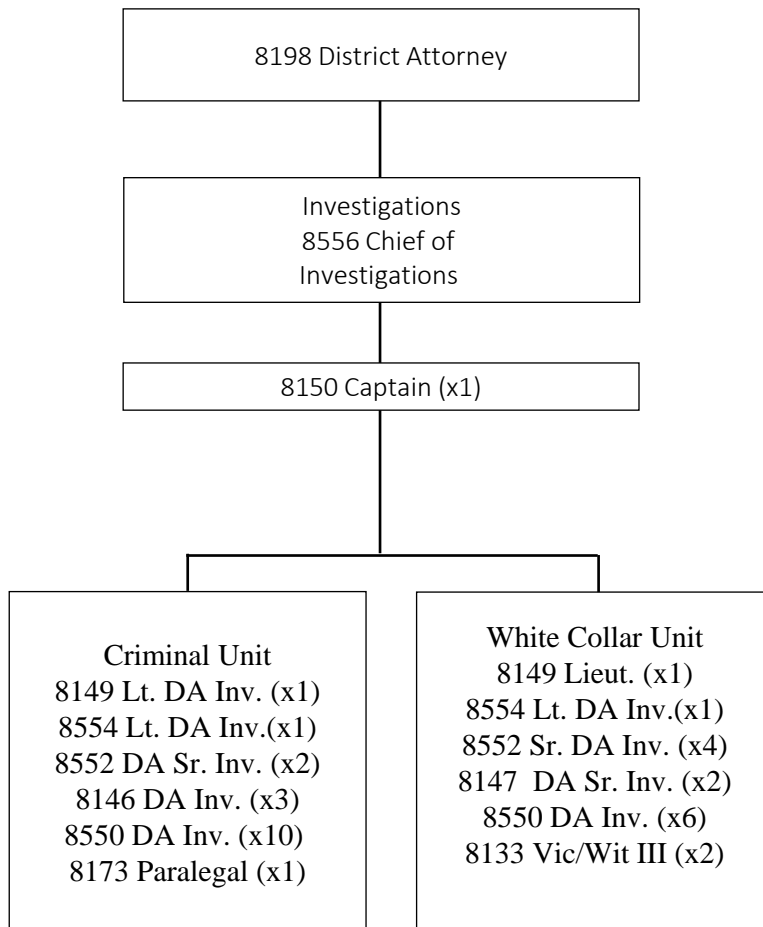 8198 District Attorney
Investigations
8556 Chief of
Investigations
8150 Captain (x1)
Criminal Unit
8149 Lt. DA Inv. (x1)
8554 Lt. DA Inv.(x1)
8552 DA Sr. Inv. (x2)
8146 DA Inv. (x3)
8550 DA Inv. (x10)
8173 Paralegal (x1)
White Collar Unit
8149 Lieut. (x1)
8554 Lt. DA Inv.(x1)
8552 Sr. DA Inv. (x4)
8147  DA Sr. Inv. (x2)
8550 DA Inv. (x6)
8133 Vic/Wit III (x2)